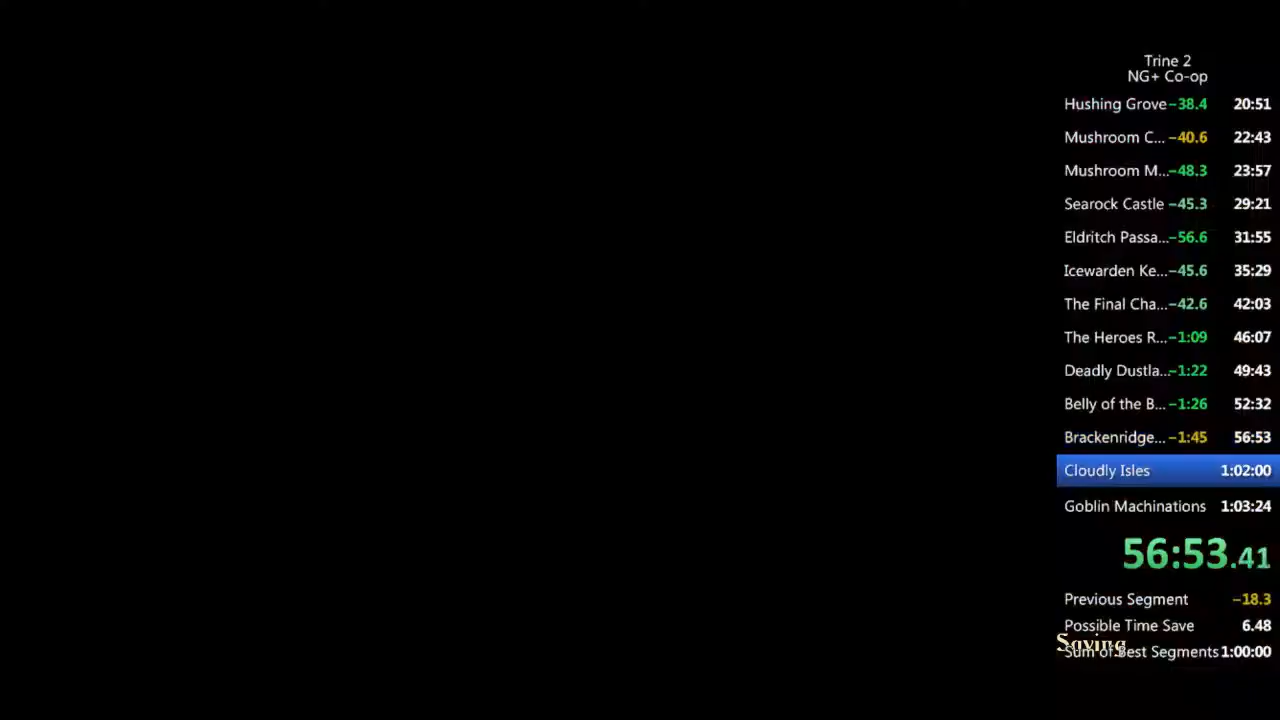 Trine 2
NG+ Co-op
Hushing Grove -38.4 20:51
Mushroom C... -40.6 22:43
Mushroom M... -48.3 23:57
Searock Castle -45.3 29:21
Eldritch Passa... -56.6 31:55
Icewarden Ke... -45.6 35:29
The Final Cha... -42.6 42:03
The Heroes R... -1:09 46:07
Deadly Dustla... -1:22 49:43
Belly of the B... -1:26 52:32
Brackenridge... -1:45 56:53
Cloudly Isles 1:02:00
Goblin Machinations 1:03:24
56:53.41
Previous Segment -18.3
Possible Time Save 6.48
Saving
Sum of Best Segments 1:00:00